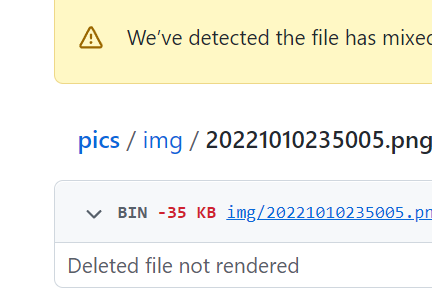 We’ve detected the file has mixed
pics / img / 20221010235005.png
BIN -35 KB img/20221010235005.pn
Deleted file not rendered